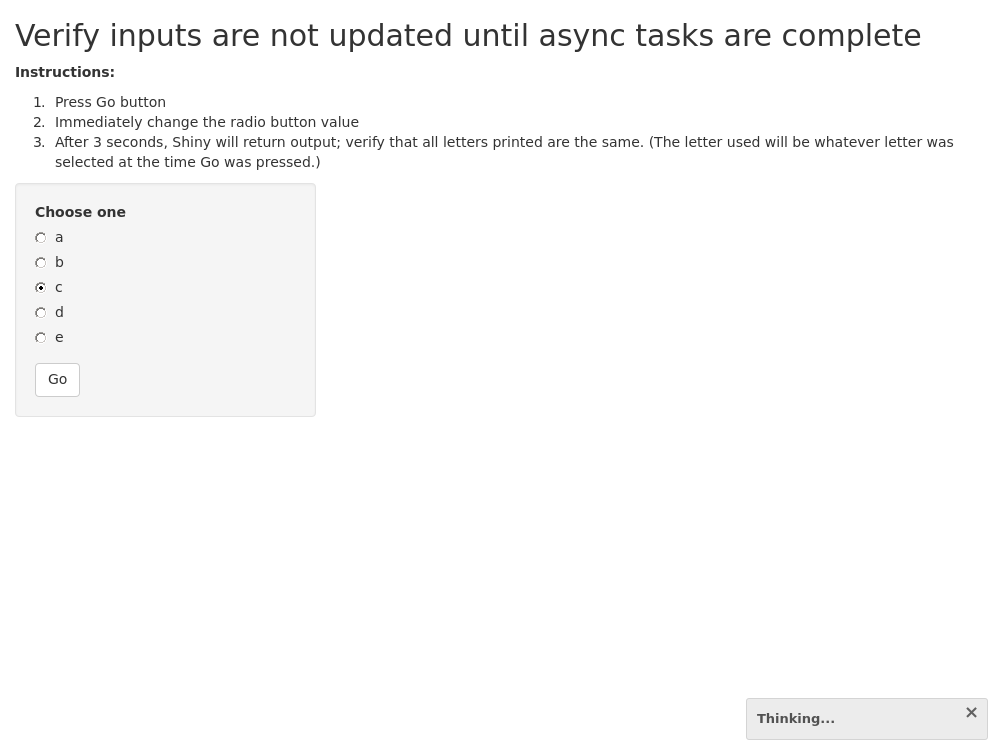 Verify inputs are not updated until async tasks are complete
Instructions:
1. Press Go button
2. Immediately change the radio button value
3. After 3 seconds, Shiny will return output; verify that all letters printed are the same. (The letter used will be whatever letter was
selected at the time Go was pressed.)
Choose one
a
b
c
d
e
Go
Thinking...
×